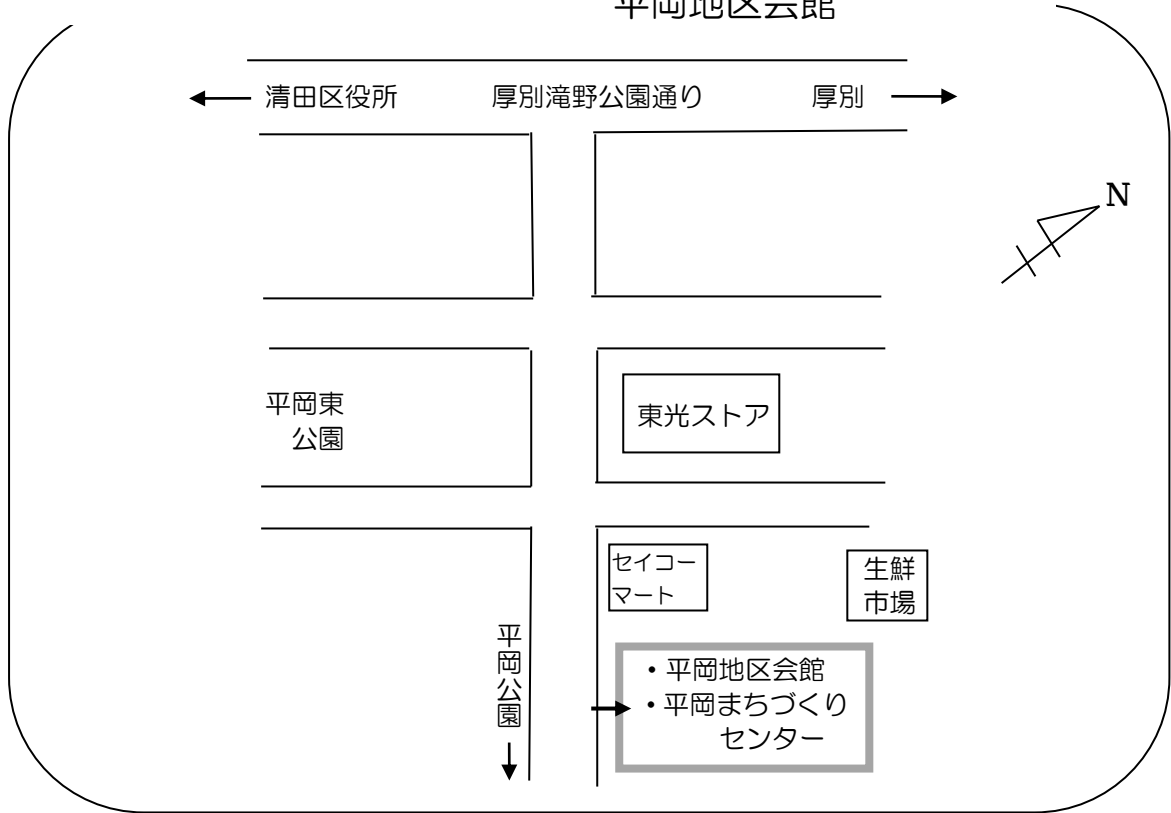 平岡地区会館
清田区役所 厚別滝野公園通り 厚別
N
平岡東
公園
東光ストア
セイコー
マート
生鮮
市場
平岡公園
・平岡地区会館
・平岡まちづくり
センター